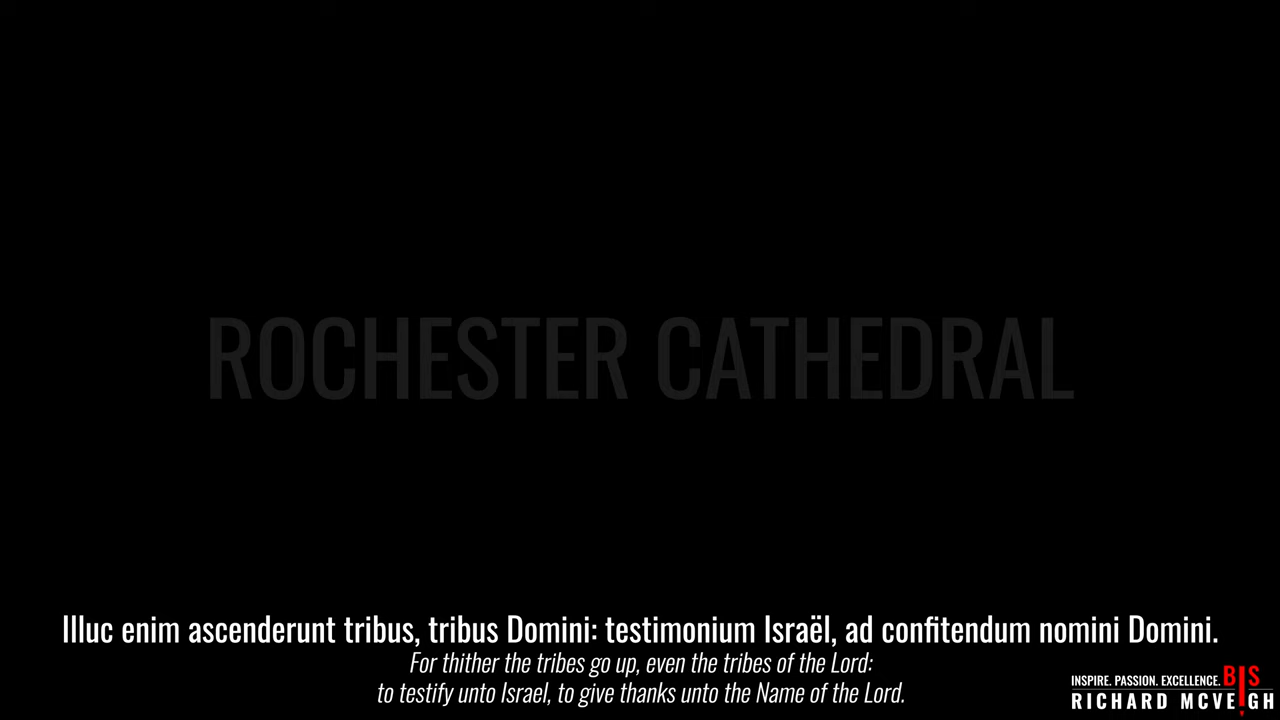 ROCHESTER CATHEDRAL
Illuc enim ascenderunt tribus, tribus Domini: testimonium Israël, ad confitendum nomini Domini.
For thither the tribes go up, even the tribes of the Lord:
to testify unto Israel, to give thanks unto the Name of the Lord.
INSPIRE. PASSION. EXCELLENCE. BIS
RICHARD MCVEIGH